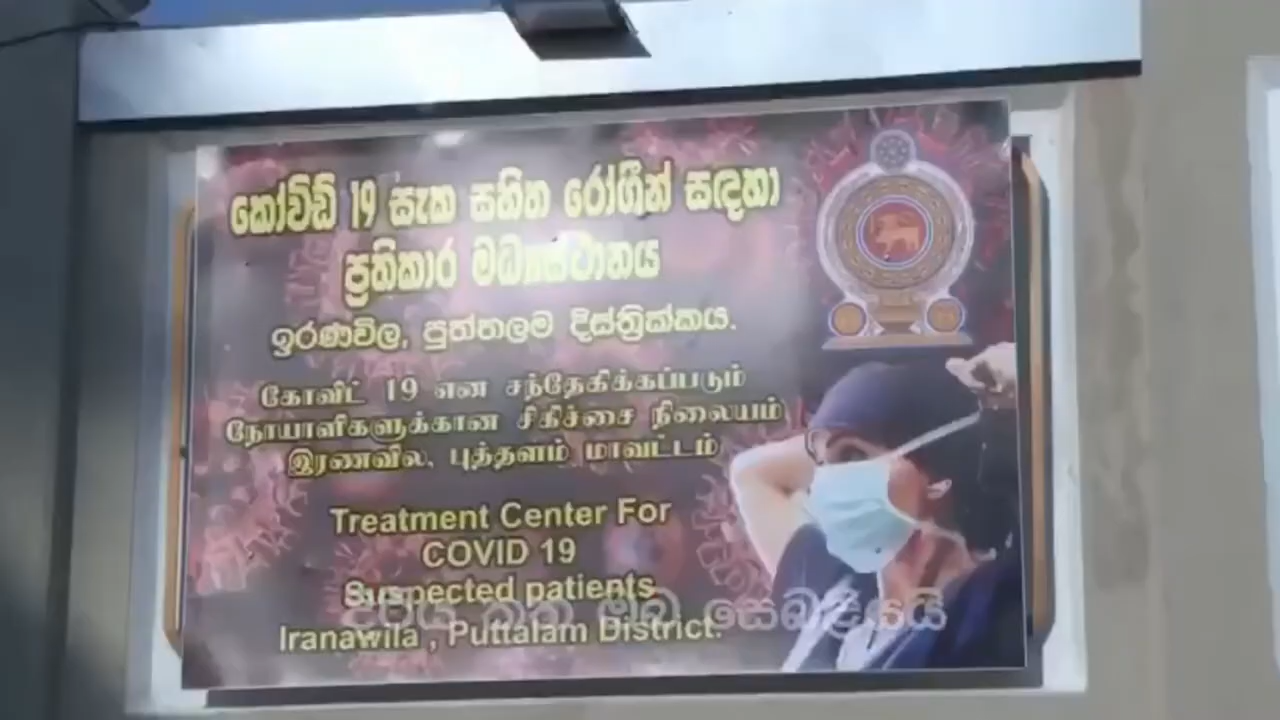 කෝවිඩ් 19 සැක සහිත රෝගීන් සඳහා
ප්‍රතිකාර මධ්‍යස්ථානය
ඉරණවිල, පුත්තලම දිස්ත්‍රික්කය.
கோவிட் 19 என சந்தேகிக்கப்படும்
நோயாளிகளுக்கான சிகிச்சை நிலையம்
இரணவில, புத்தளம் மாவட்டம்
Treatment Center For
COVID 19
Suspected patients,
Iranawila , Puttalam District.